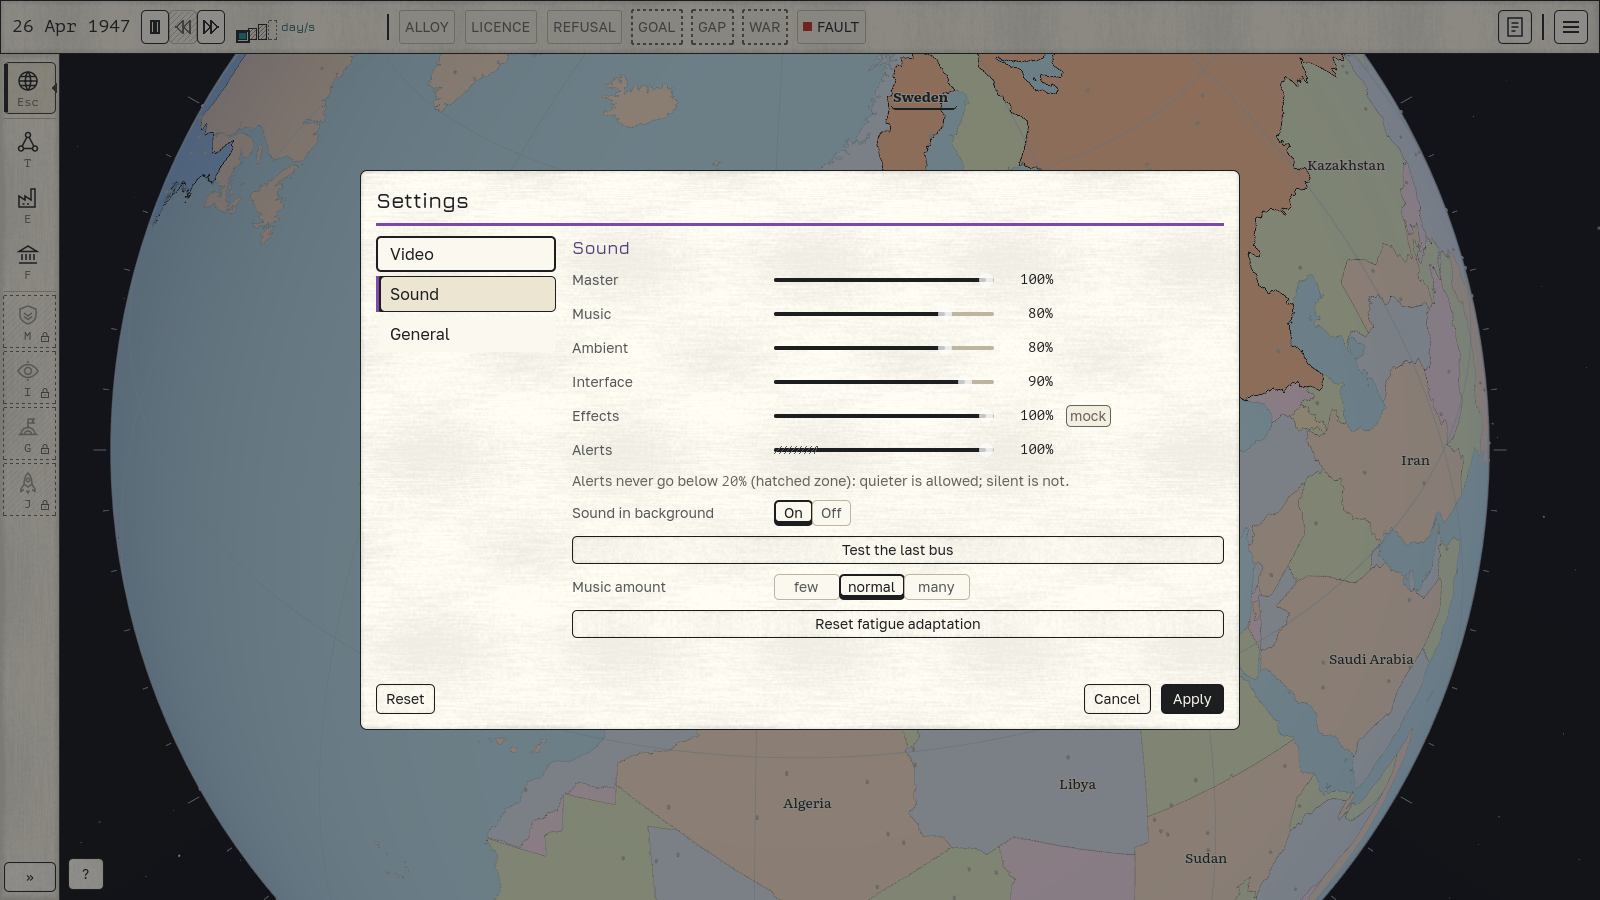 26 Apr 1947
day/s
ALLOY
LICENCE
REFUSAL
GOAL
GAP
WAR
FAULT
Esc
T
E
F
M
I
G
J
»
?
Sweden
Kazakhstan
Iran
Saudi Arabia
Algeria
Libya
Sudan
Settings
Video
Sound
General
Sound
Master 100%
Music 80%
Ambient 80%
Interface 90%
Effects 100% mock
Alerts 100%
Alerts never go below 20% (hatched zone): quieter is allowed; silent is not.
Sound in background On Off
Test the last bus
Music amount few normal many
Reset fatigue adaptation
Reset Cancel Apply